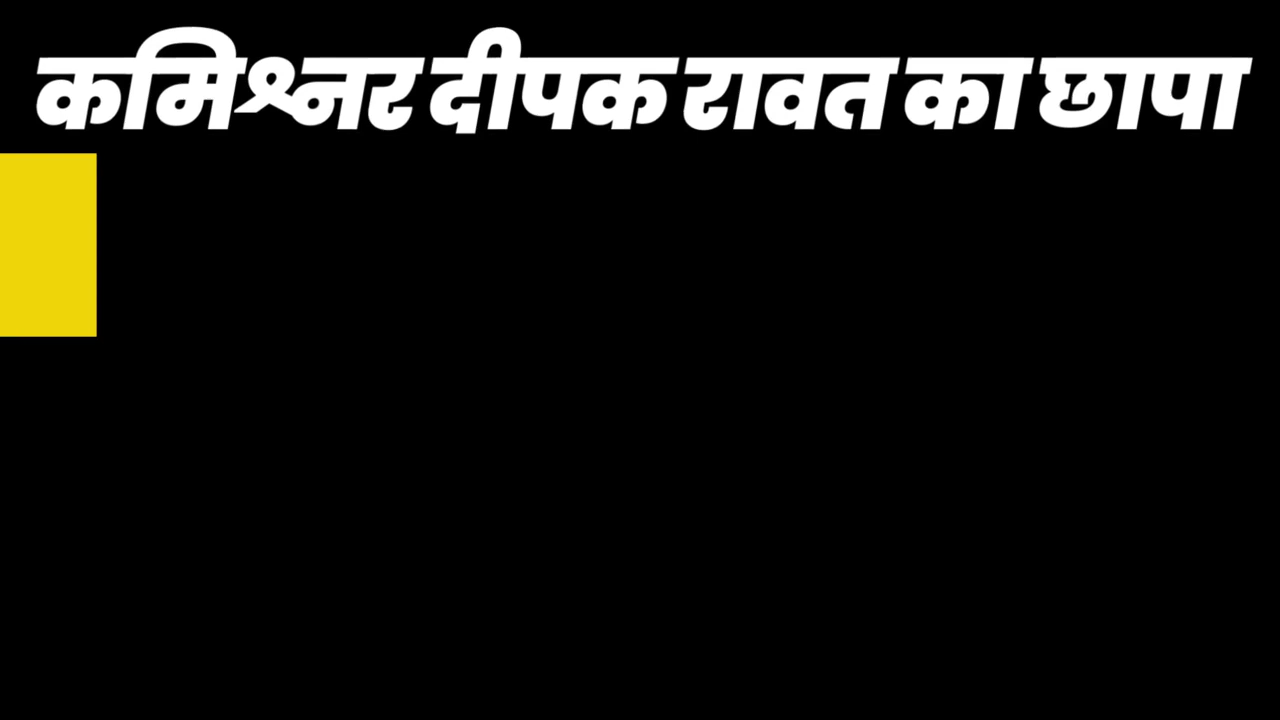 कमिश्नर दीपक रावत का छापा